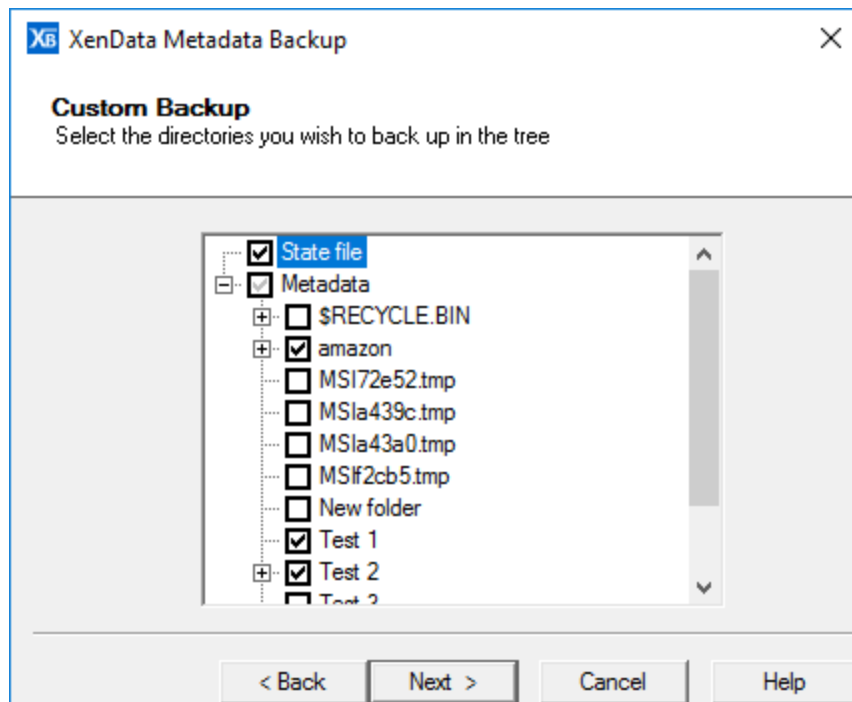 XB XenData Metadata Backup
Custom Backup
Select the directories you wish to back up in the tree
State file
Metadata
$RECYCLE.BIN
amazon
MSI72e52.tmp
MSIa439c.tmp
MSIa43a0.tmp
MSIf2cb5.tmp
New folder
Test 1
Test 2
< Back Next > Cancel Help